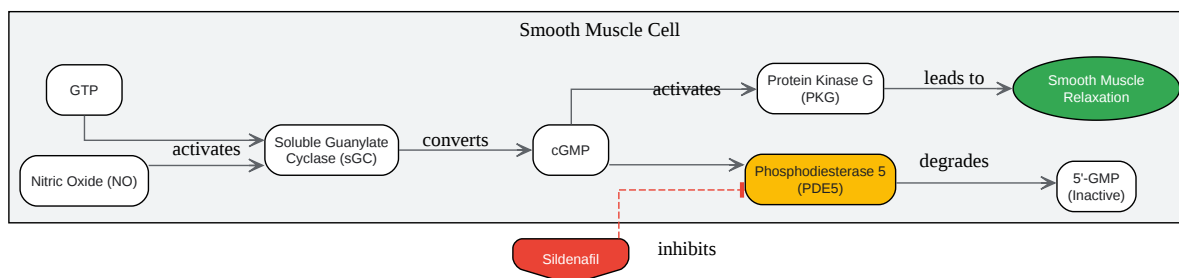 Smooth Muscle Cell
GTP
activates
Nitric Oxide (NO)
Soluble Guanylate
Cyclase (sGC)
converts
cGMP
activates
Protein Kinase G
(PKG)
leads to
Smooth Muscle
Relaxation
Phosphodiesterase 5
(PDE5)
degrades
5'-GMP
(Inactive)
Sildenafil
inhibits